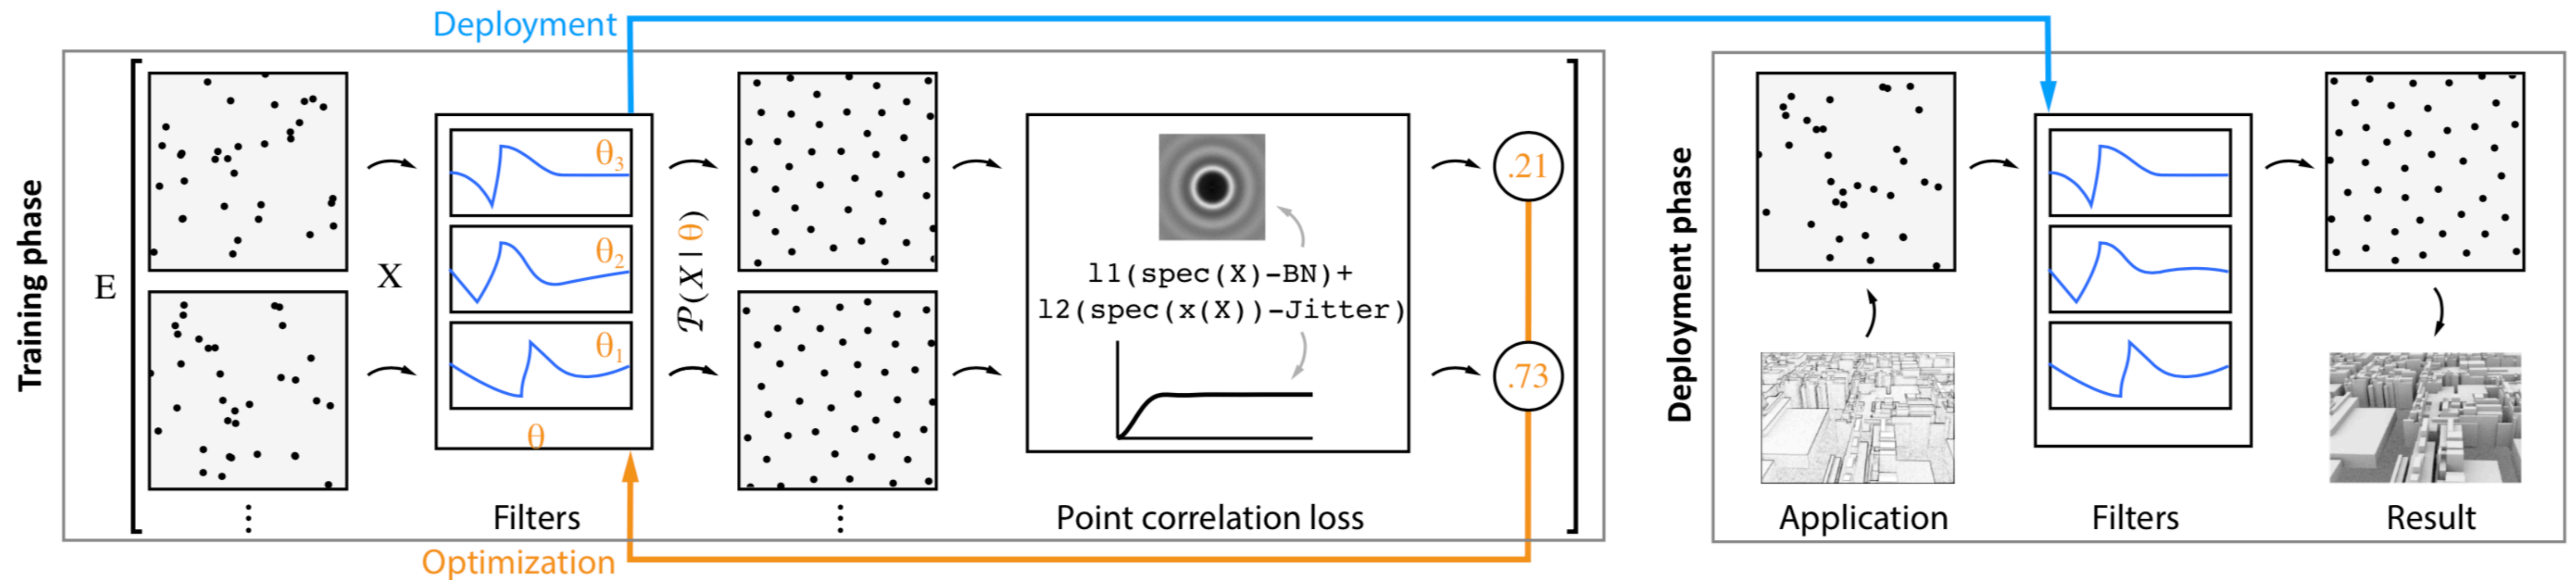 Deployment
Training phase
E
X
θ3
θ2
θ1
θ
Filters
P(X|θ)
l1(spec(X)-BN)+
l2(spec(x(X))-Jitter)
Point correlation loss
.21
.73
Optimization
Deployment phase
Application
Filters
Result